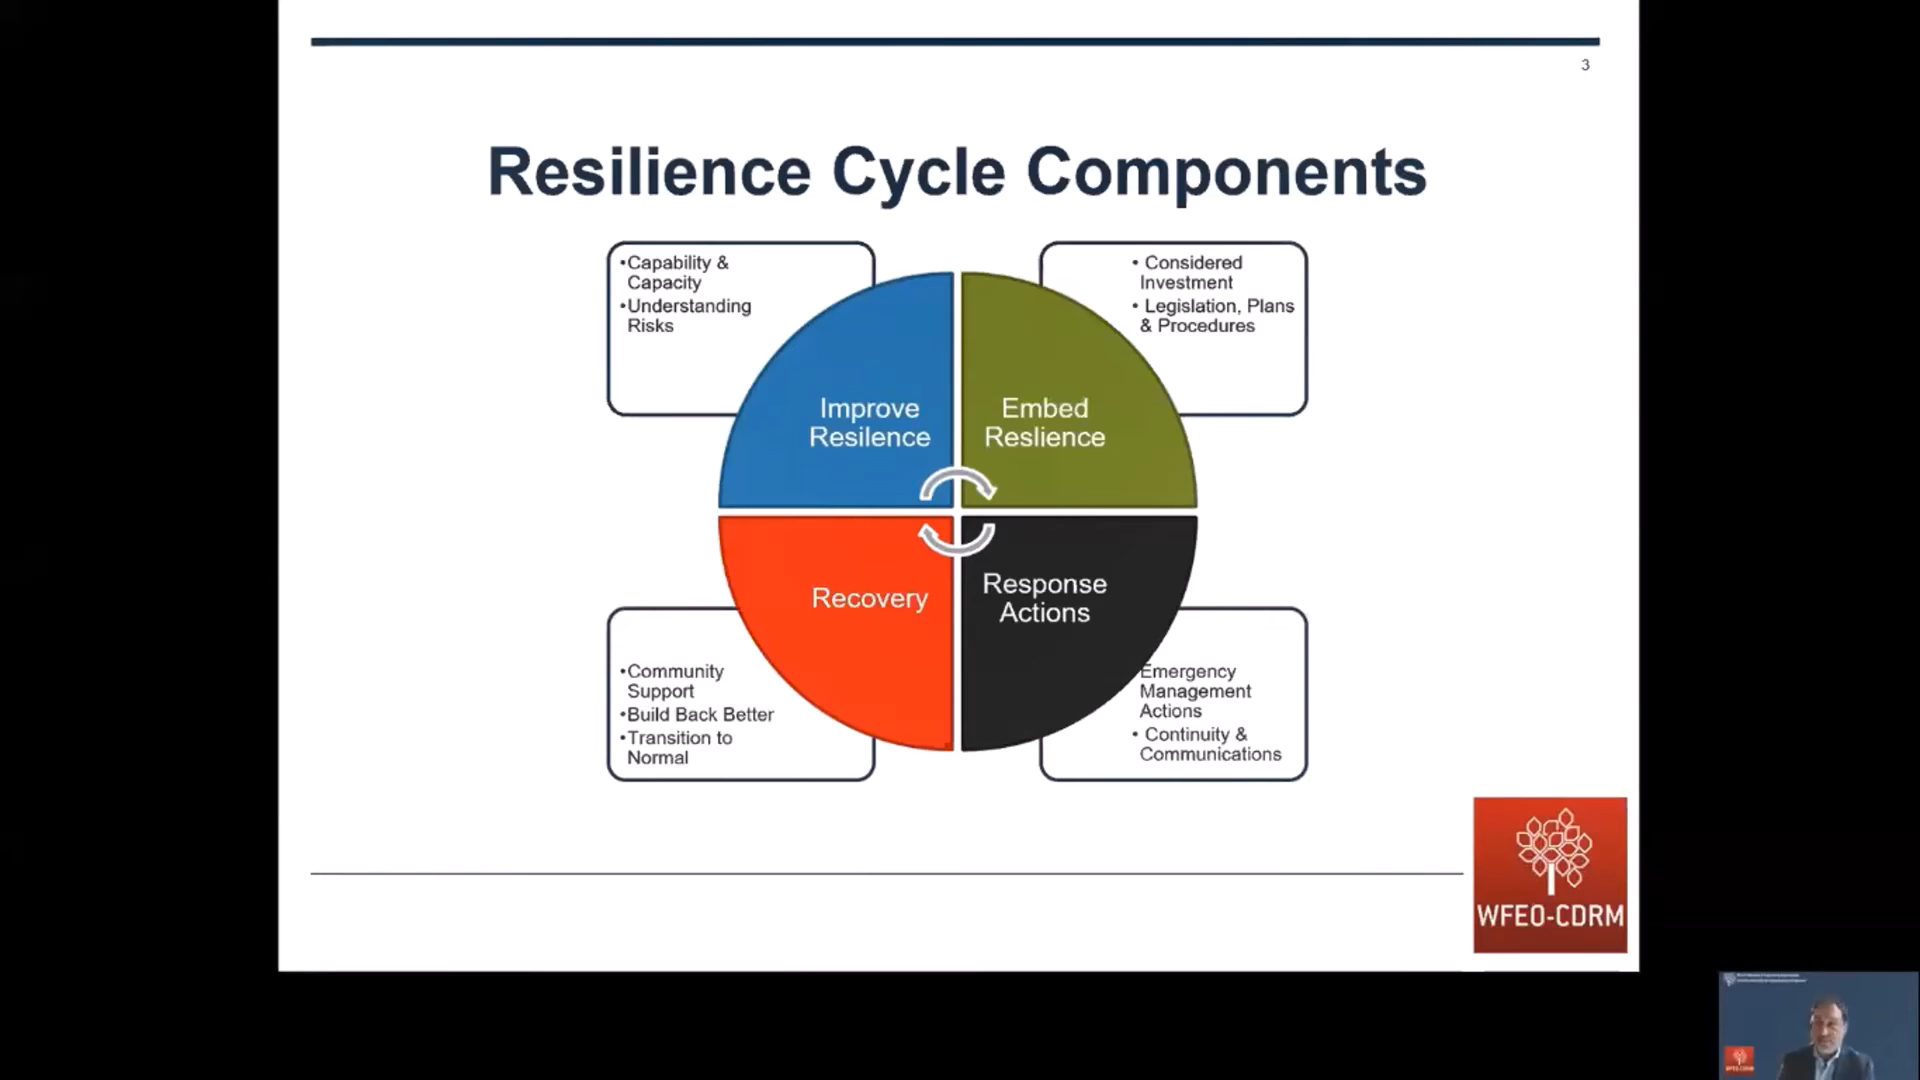 3
Resilience Cycle Components
•Capability &
Capacity
•Understanding
Risks
• Considered
Investment
• Legislation, Plans
& Procedures
Improve
Resilence
Embed
Reslience
Recovery
Response
Actions
•Community
Support
•Build Back Better
•Transition to
Normal
Emergency
Management
Actions
• Continuity &
Communications
WFEO-CDRM